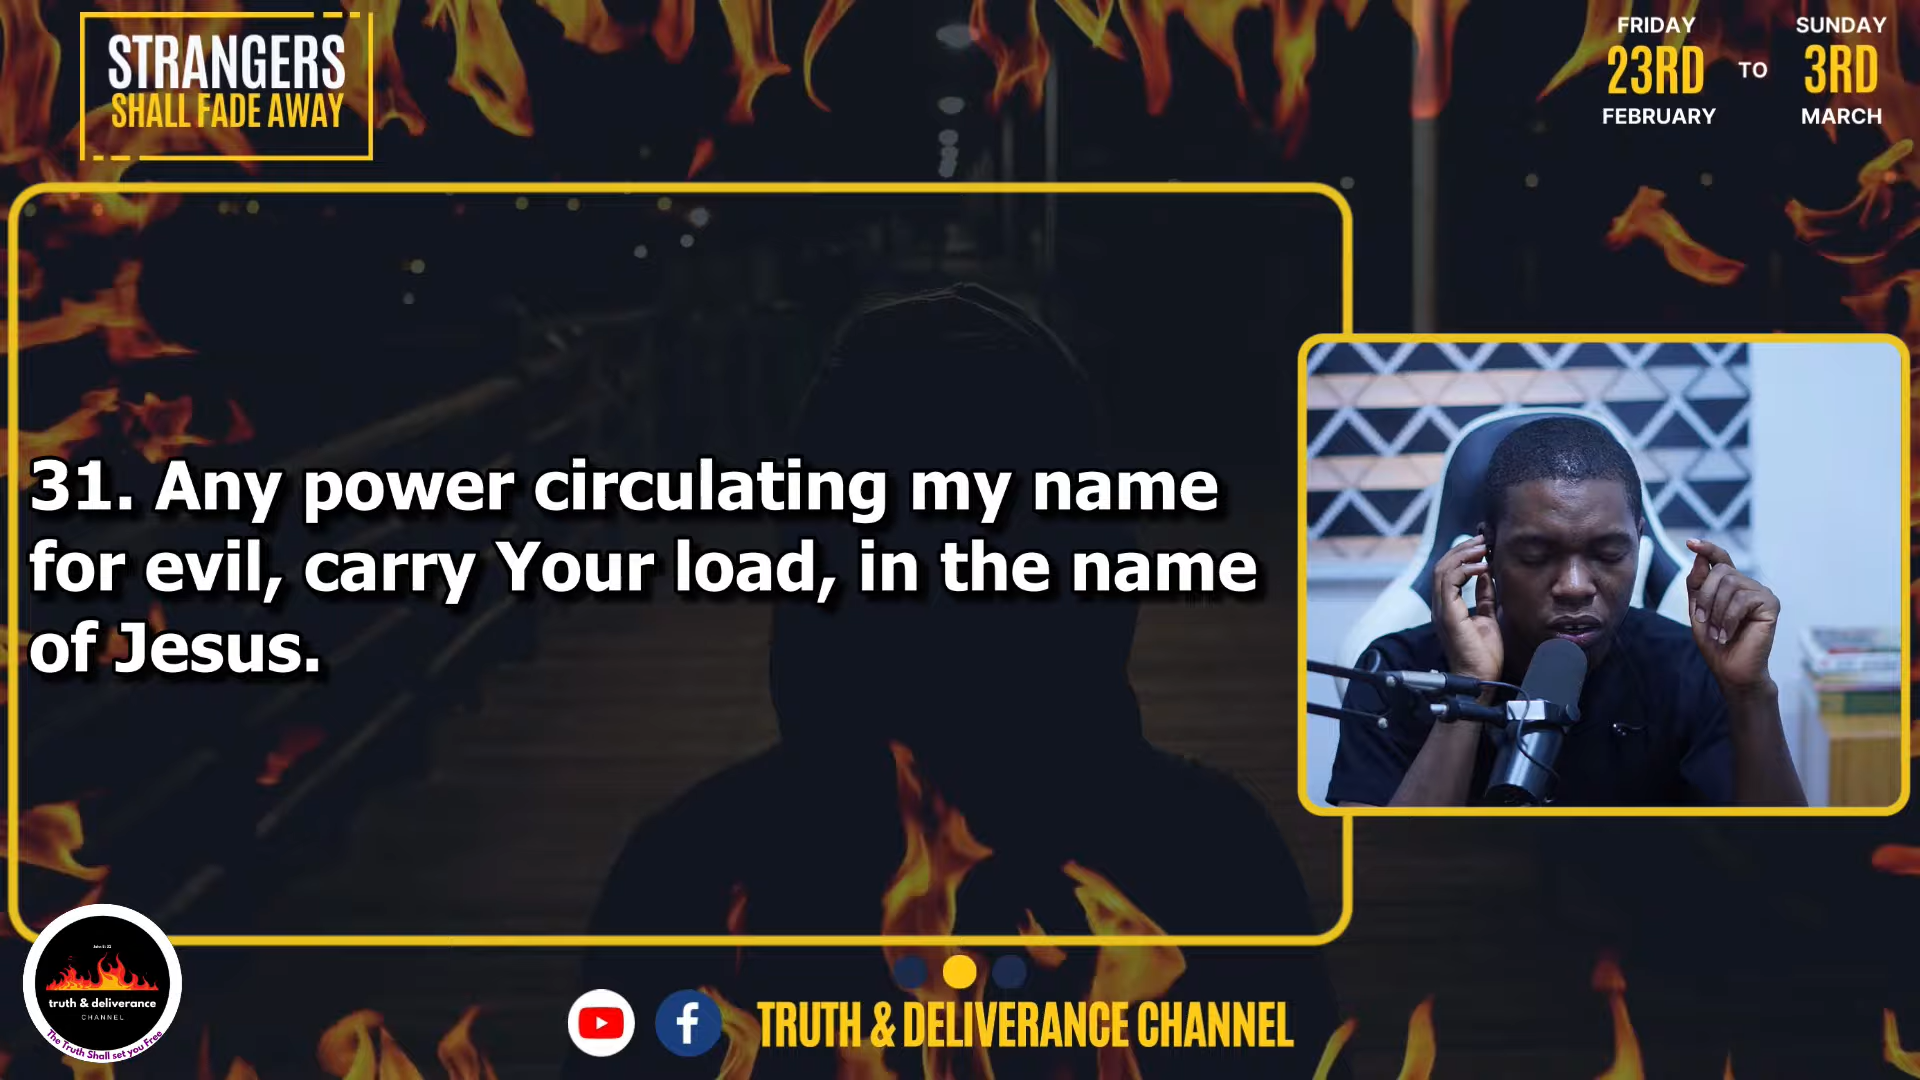 STRANGERS
SHALL FADE AWAY
FRIDAY
23RD
FEBRUARY
TO
SUNDAY
3RD
MARCH
31. Any power circulating my name
for evil, carry Your load, in the name
of Jesus.
truth & deliverance
CHANNEL
The Truth Shall set you Free
TRUTH & DELIVERANCE CHANNEL